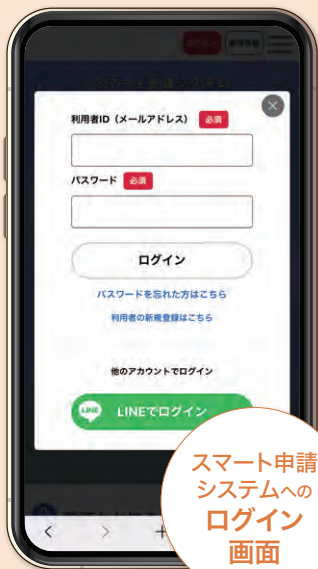 ログイン
利用者ID（メールアドレス） 必須
パスワード 必須
ログイン
パスワードを忘れた方はこちら
利用者の新規登録はこちら
他のアカウントでログイン
LINE LINEでログイン
スマート申請
システムへの
ログイン
画面